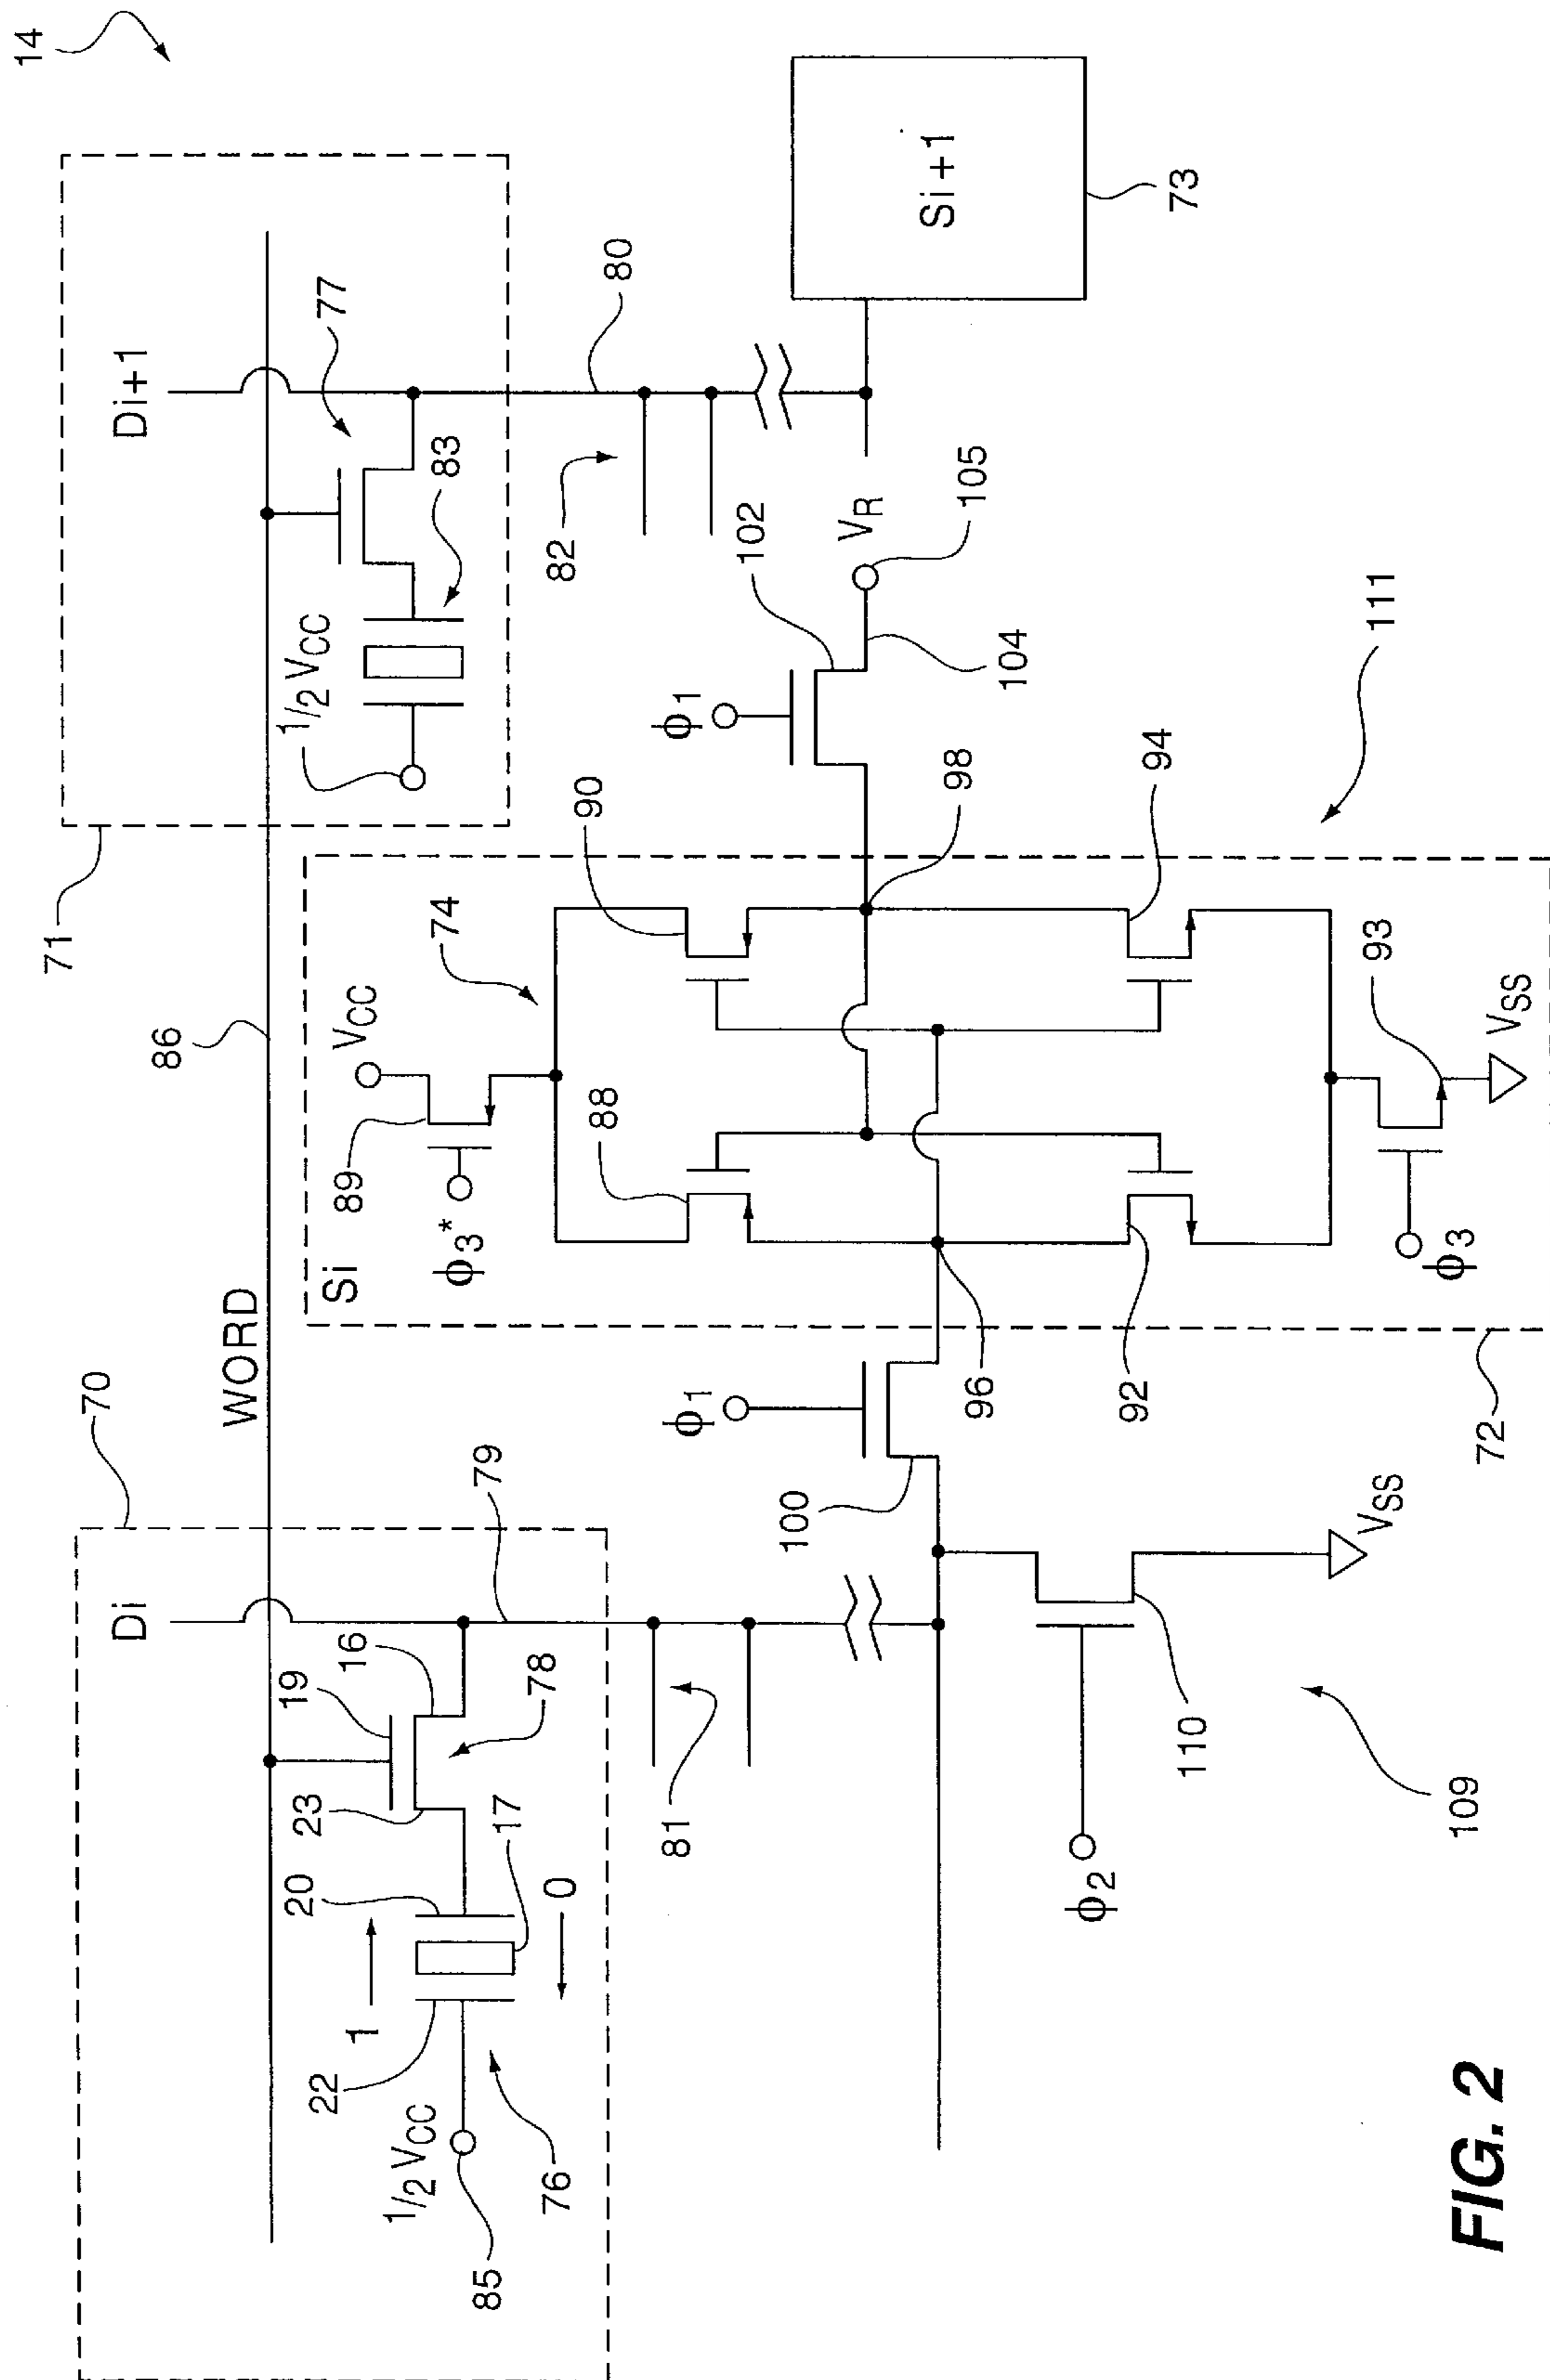 14
Di+1
77
83
1/2 VCC
71
80
82
Si+1
73
VR
105
102
104
ϕ1
98
90
94
111
74
VCC
89
88
ϕ3*
Si
93
VSS
ϕ3
72
92
96
86
WORD
70
Di
79
ϕ1
100
16
19
78
23
17
20
0
1
22
1/2 VCC
76
85
81
VSS
110
109
ϕ2
FIG. 2